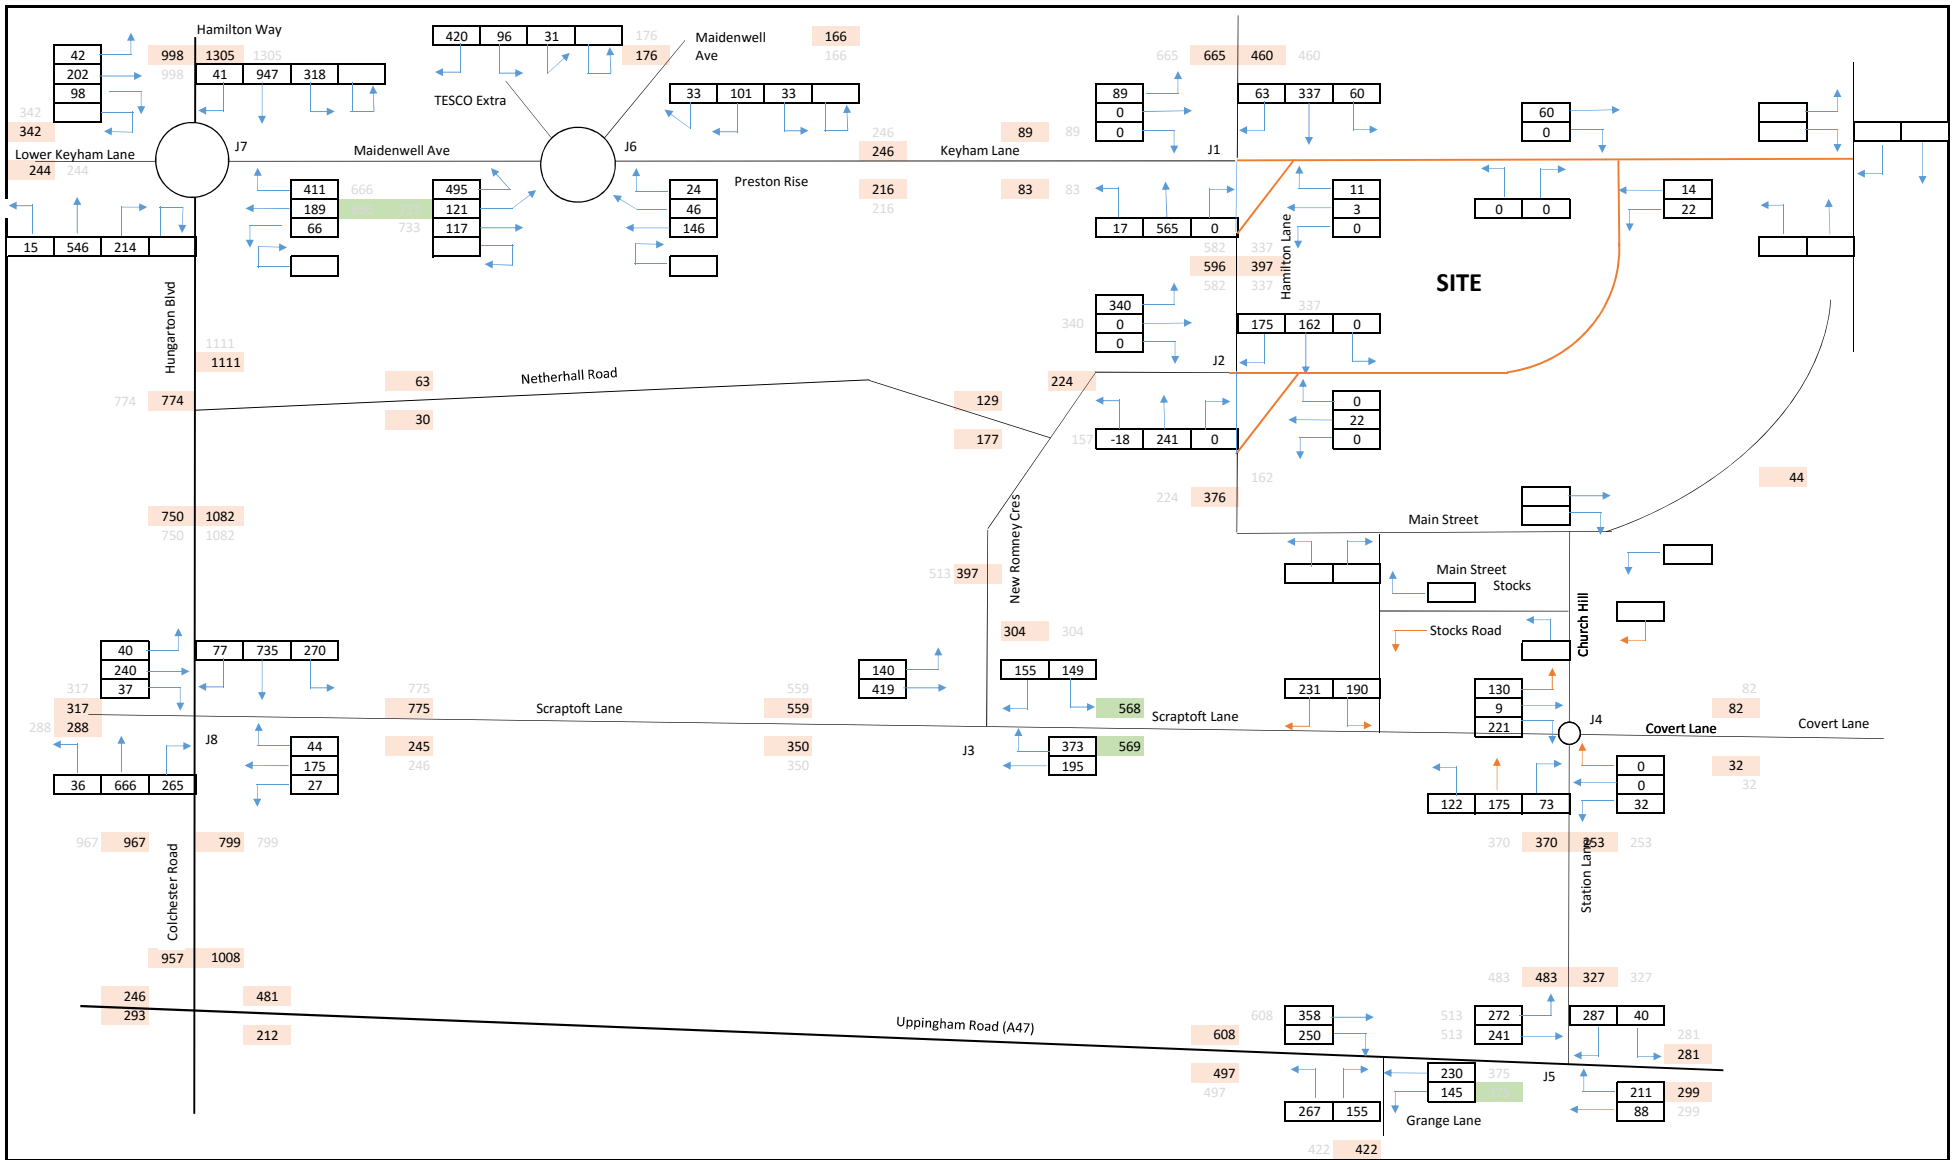 Hamilton Way
420 96 31 176
Maidenwell 166
42 998 1305 1305
176 Ave 166
665 665 460 460
202 998 41 947 318
98
TESCO Extra
33 101 33
89 63 337 60
342
0 60
342
246 89 89 0 0
J7 Maidenwell Ave J6 246 Keyham Lane J1
Lower Keyham Lane
244 244
Preston Rise
411 666 495 24 216 83 83 11 14
189 121 46 216 3 0 0 22
66 733 117 146 17 565 0 0
15 546 214
582 337
596 397
582 337
Hamilton Lane
SITE
Hungarton Blvd
340 337
340 0 175 162 0
1111 0
1111 J2
Netherhall Road
63 224
774 774 129 0
30 22
177 157 -18 241 0 0
162
224 376
44
750 1082
750 1082
New Romney Cres
Main Street
513 397
Main Street
Stocks
Church Hill
304 304 Stocks Road
40 77 735 270
240 140 155 149
317 37 775 559 419 231 190 130 82
317 775 Scraptoft Lane 559 568 9 82
288 288 Scraptoft Lane 221 J4 Covert Lane Covert Lane
J8 44 245 350 J3 373 569
175 246 350 195 0 32
36 666 265 27 0 32
122 175 73 32
967 967 799 799 370 370 253 253
Colchester Road
Station Lane
957 1008
483 483 327 327
246 481
293
212
Uppingham Road (A47)
608 358 513 272 287 40
608 250 513 241 281
281
497 230 375 J5
497 145 211 299
267 155 88 299
Grange Lane
422 422